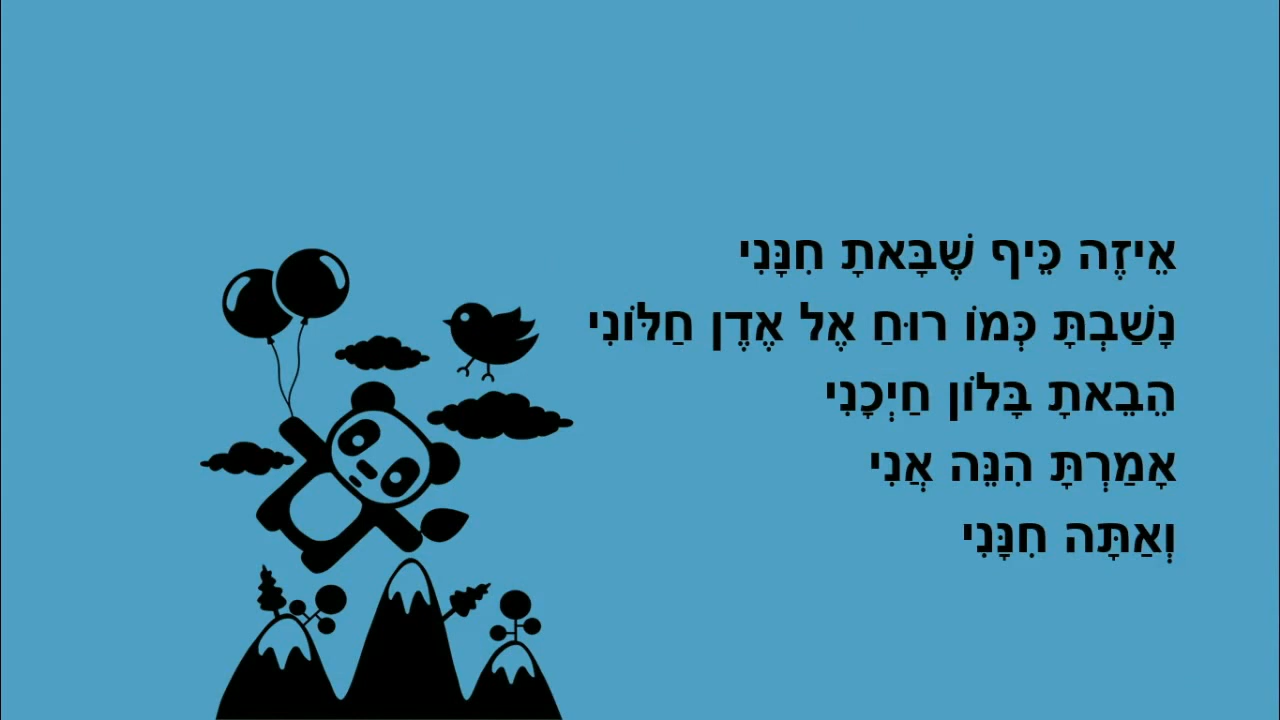 אֵיזֶה כֵּיף שֶׁבָּאתָ חִנָּנִי
נָשַׁבְתָּ כְּמוֹ רוּחַ אֶל אֶדֶן חַלּוֹנִי
הֵבֵאתָ בָּלוֹן חַיְכָנִי
אָמַרְתָּ הִנֵּה אֲנִי
וְאַתָּה חִנָּנִי